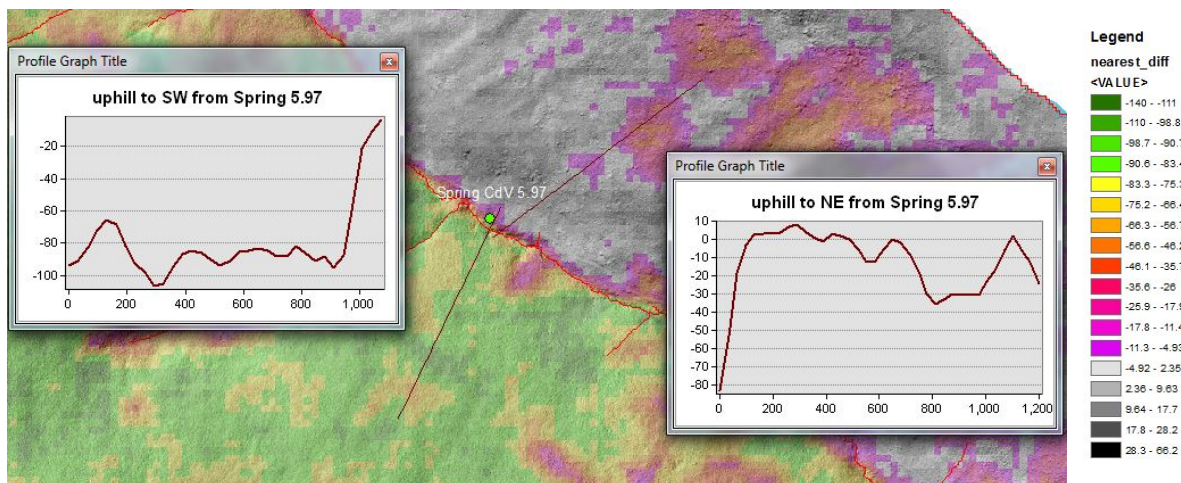 Profile Graph Title
x
uphill to SW from Spring 5.97
-20
-40
-60
-80
-100
0 200 400 600 800 1,000
Spring CdV 5.97
Profile Graph Title
x
uphill to NE from Spring 5.97
10
0
-10
-20
-30
-40
-50
-60
-70
-80
0 200 400 600 800 1,000 1,200
Legend
nearest_diff
<VALUE>
-140 - -111
-110 - -98.8
-98.7 - -90.7
-90.6 - -83.4
-83.3 - -75.3
-75.2 - -66.4
-66.3 - -56.7
-56.6 - -46.2
-46.1 - -35.7
-35.6 - -26
-25.9 - -17.9
-17.8 - -11.4
-11.3 - -4.93
-4.92 - 2.35
2.36 - 9.63
9.64 - 17.7
17.8 - 28.2
28.3 - 66.2